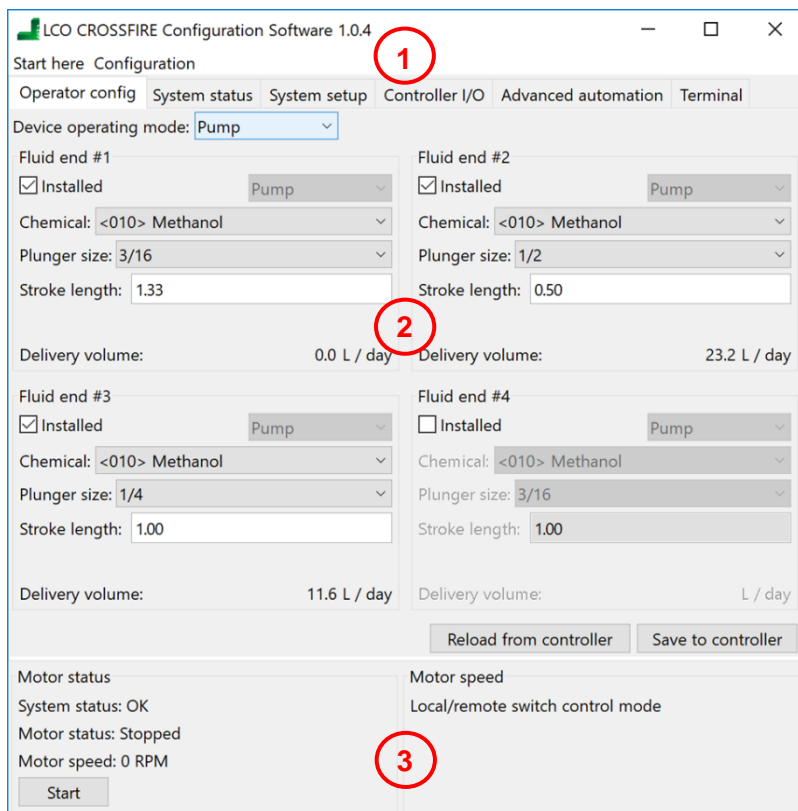 LCO CROSSFIRE Configuration Software 1.0.4
1
Start here Configuration
Operator config System status System setup Controller I/O Advanced automation Terminal
Device operating mode: Pump
Fluid end #1
Installed Pump
Chemical: <010> Methanol
Plunger size: 3/16
Stroke length: 1.33
Delivery volume: 0.0 L / day
Fluid end #2
Installed Pump
Chemical: <010> Methanol
Plunger size: 1/2
Stroke length: 0.50
Delivery volume: 23.2 L / day
2
Fluid end #3
Installed Pump
Chemical: <010> Methanol
Plunger size: 1/4
Stroke length: 1.00
Delivery volume: 11.6 L / day
Fluid end #4
Installed Pump
Chemical: <010> Methanol
Plunger size: 3/16
Stroke length: 1.00
Delivery volume: L / day
Reload from controller Save to controller
Motor status
System status: OK
Motor status: Stopped
Motor speed: 0 RPM
Start
Motor speed
Local/remote switch control mode
3